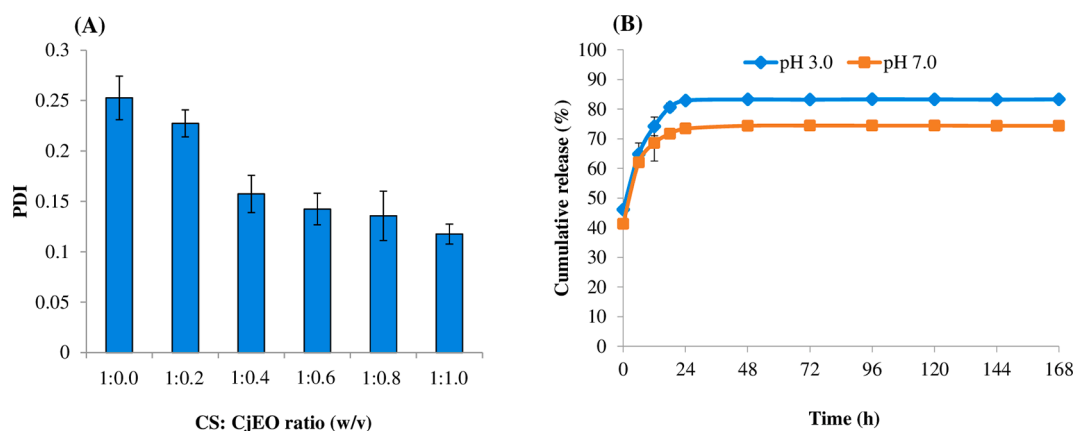 (A)
0.3
0.25
0.2
0.15
0.1
0.05
0
PDI
1:0.0 1:0.2 1:0.4 1:0.6 1:0.8 1:1.0
CS: CjEO ratio (w/v)
(B)
pH 3.0 pH 7.0
100
90
80
70
60
50
40
30
20
10
0
Cumulative release (%)
0 24 48 72 96 120 144 168
Time (h)